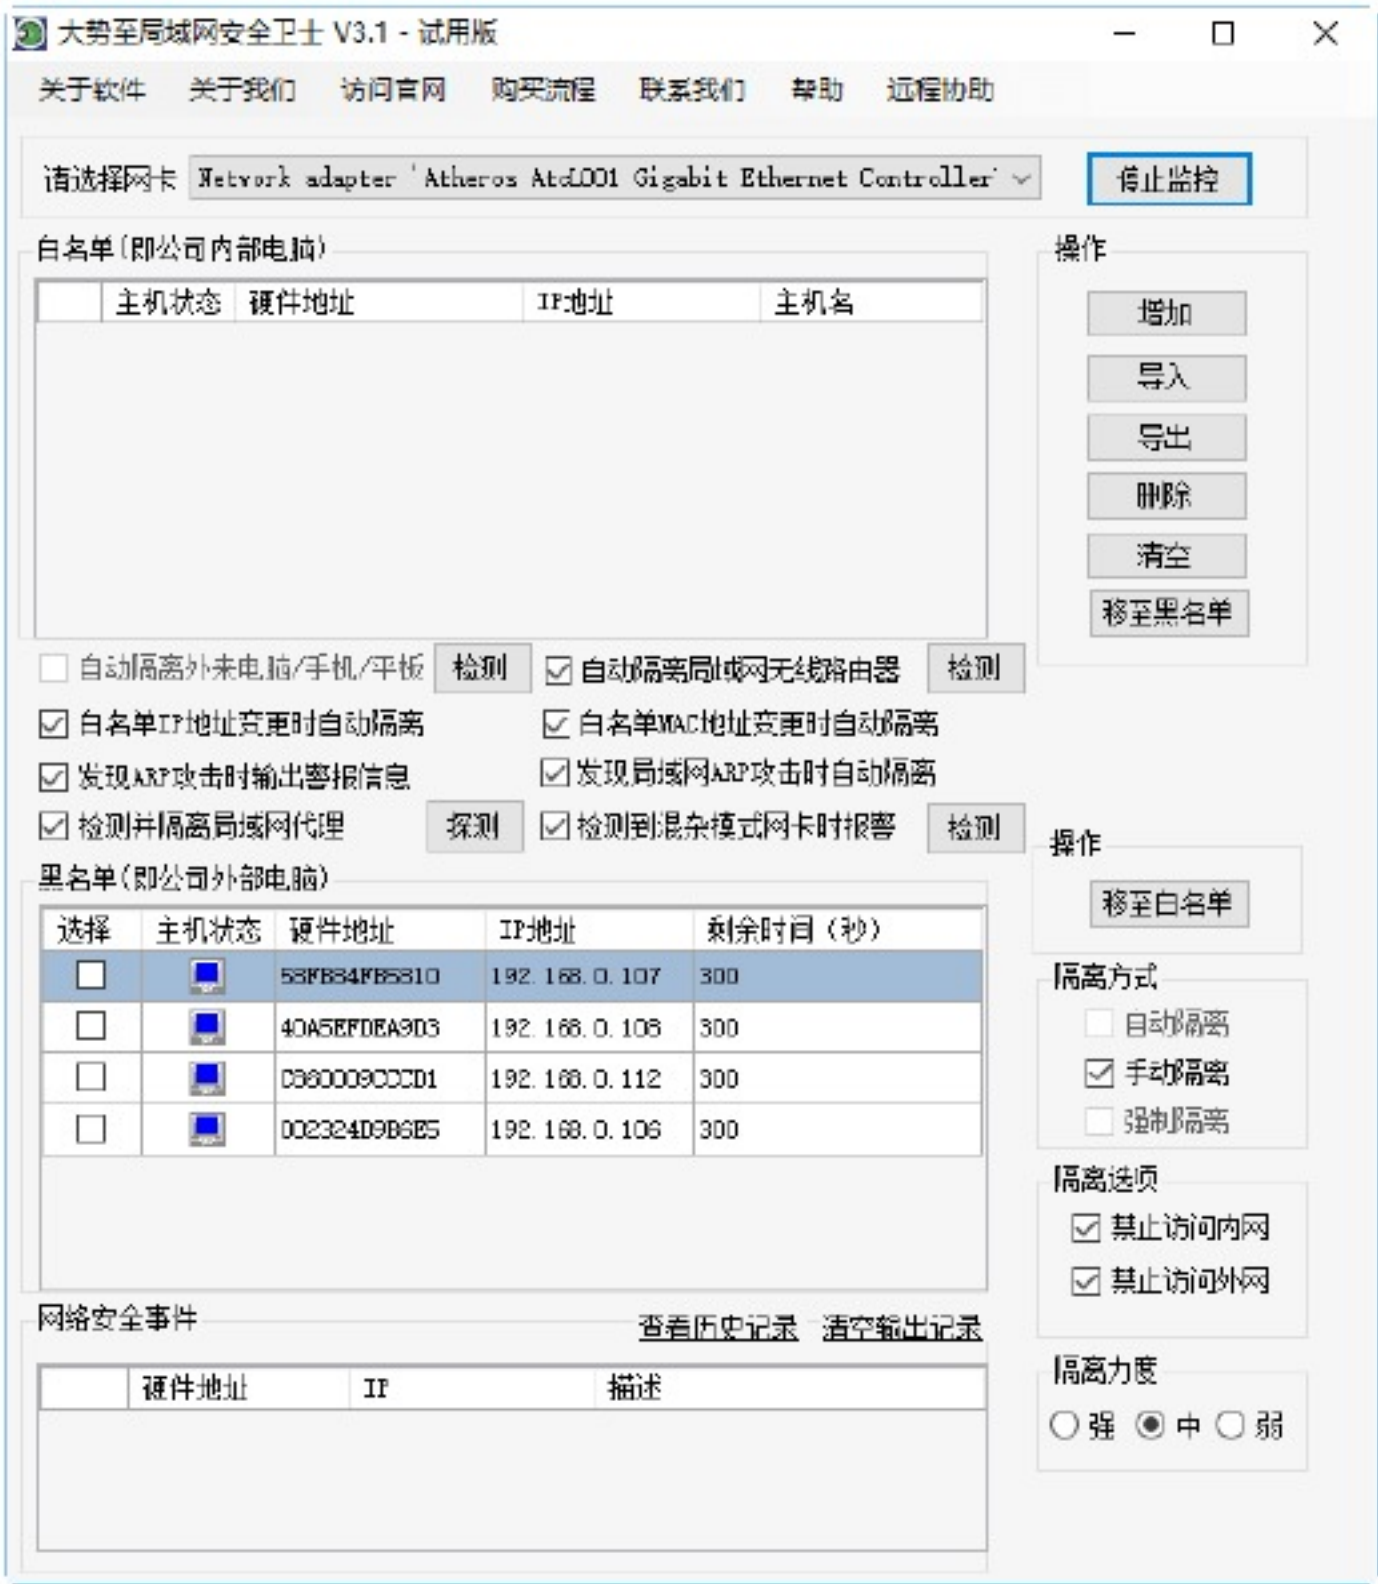 大势至局域网安全卫士 V3.1 - 试用版
关于软件 关于我们 访问官网 购买流程 联系我们 帮助 远程协助
请选择网卡 Network adapter 'Atheros AtcL001 Gigabit Ethernet Controller' 停止监控
白名单(即公司内部电脑) 操作
主机状态 硬件地址 IP地址 主机名
增加
导入
导出
删除
清空
移至黑名单
自动隔离外来电脑/手机/平板 检测 自动隔离局域网无线路由器 检测
白名单IP地址变更时自动隔离 白名单MAC地址变更时自动隔离
发现ARP攻击时输出警报信息 发现局域网ARP攻击时自动隔离
检测并隔离局域网代理 探测 检测到混杂模式网卡时报警 检测
黑名单(即公司外部电脑) 操作
移至白名单
选择 主机状态 硬件地址 IP地址 剩余时间(秒)
192.168.0.107 300
40A5EFDEA9D3 192.168.0.108 300
192.168.0.112 300
002324D9B6E5 192.168.0.106 300
隔离方式
自动隔离
手动隔离
强制隔离
隔离选项
禁止访问内网
禁止访问外网
网络安全事件 查看历史记录 清空输出记录
硬件地址 IP 描述
隔离力度
强 中 弱